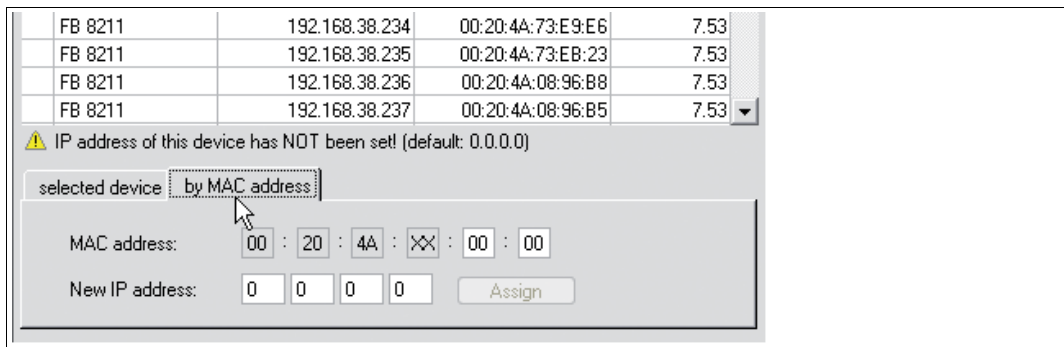 FB 8211 192.168.38.234 00:20:4A:73:E9:E6 7.53
FB 8211 192.168.38.235 00:20:4A:73:EB:23 7.53
FB 8211 192.168.38.236 00:20:4A:08:96:B8 7.53
FB 8211 192.168.38.237 00:20:4A:08:96:B5 7.53
IP address of this device has NOT been set! (default: 0.0.0.0)
selected device by MAC address
MAC address: 00 : 20 : 4A : XX : 00 : 00
New IP address: 0 0 0 0 Assign